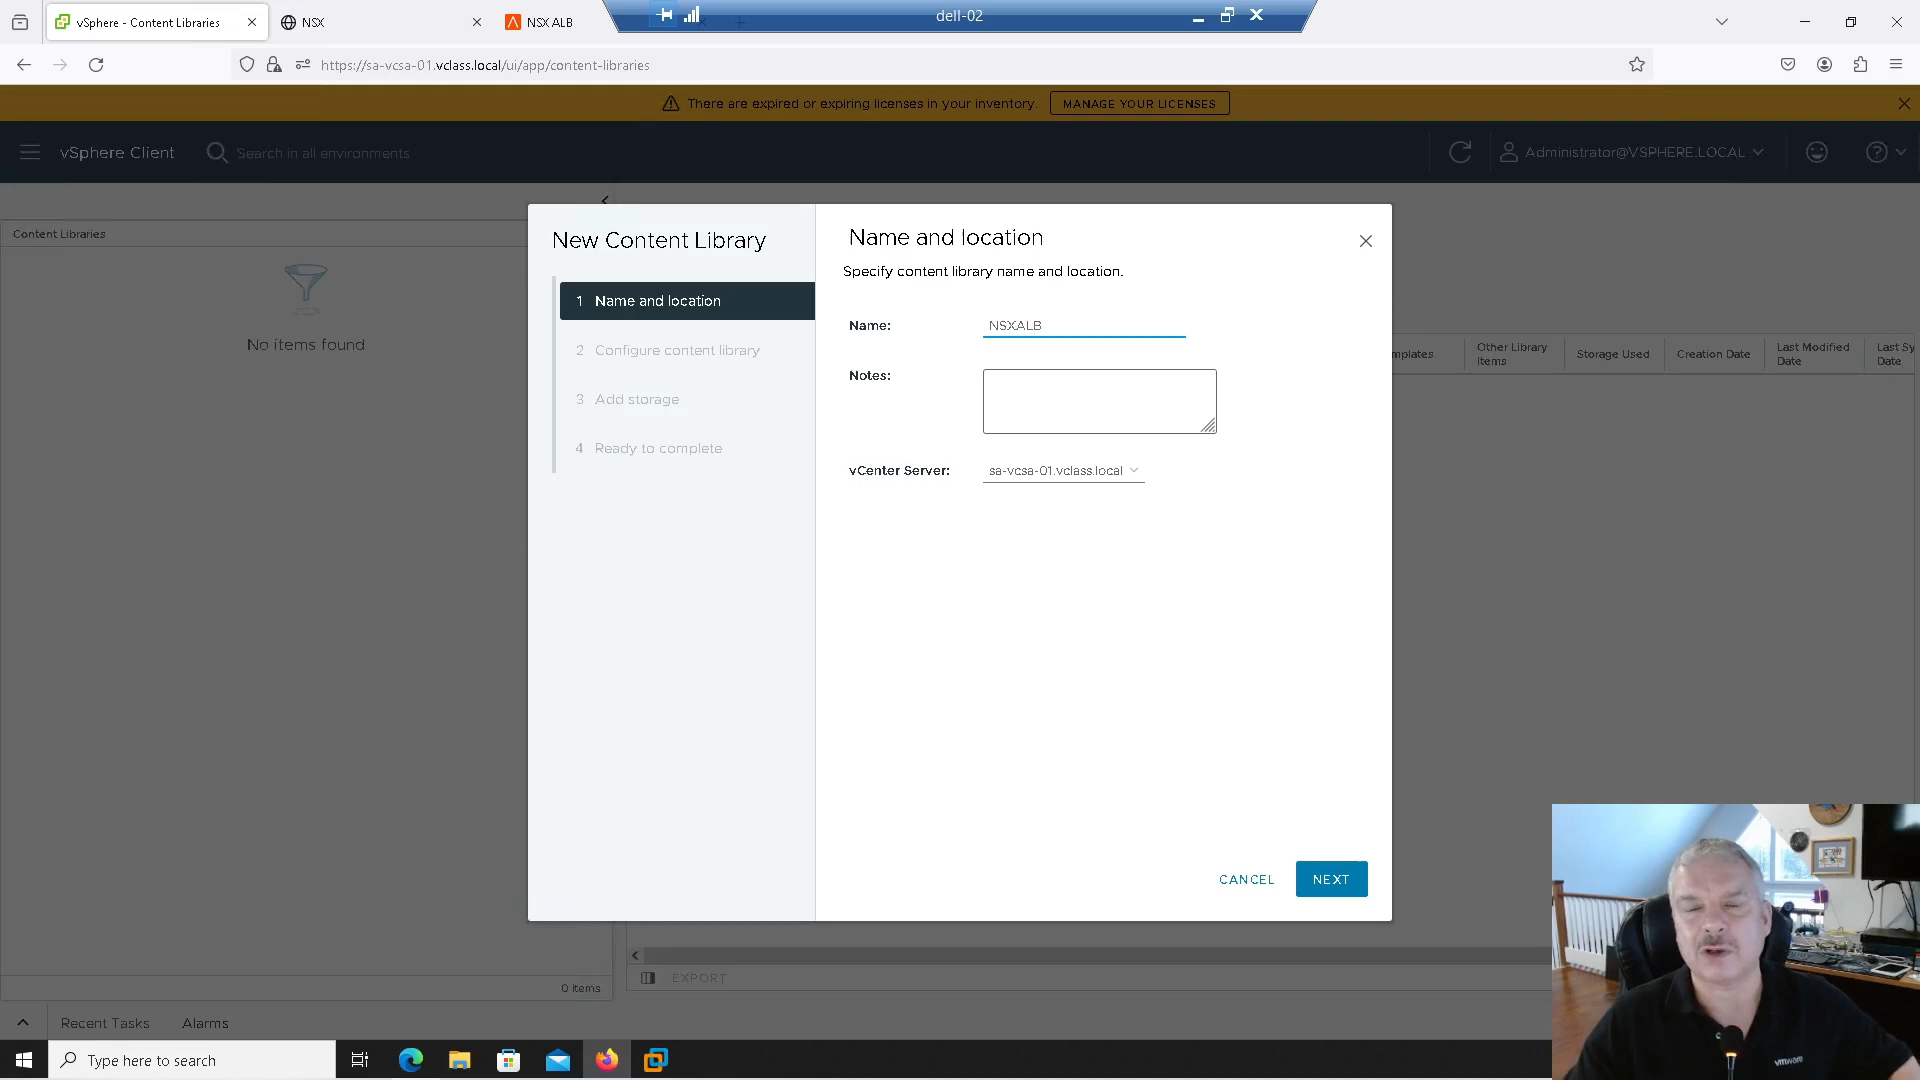 vSphere - Content Libraries
NSX
NSX ALB
dell-02
https://sa-vcsa-01.vclass.local/ui/app/content-libraries
There are expired or expiring licenses in your inventory.
MANAGE YOUR LICENSES
vSphere Client
Search in all environments
Administrator@VSPHERE.LOCAL
Content Libraries
No items found
0 items
New Content Library
1 Name and location
2 Configure content library
3 Add storage
4 Ready to complete
Name and location
Specify content library name and location.
Name:
NSXALB
Notes:
vCenter Server:
sa-vcsa-01.vclass.local
CANCEL
NEXT
mplates
Other Library
Items
Storage Used
Creation Date
Last Modified
Date
Last Sy
Date
EXPORT
Recent Tasks
Alarms
Type here to search
vmware